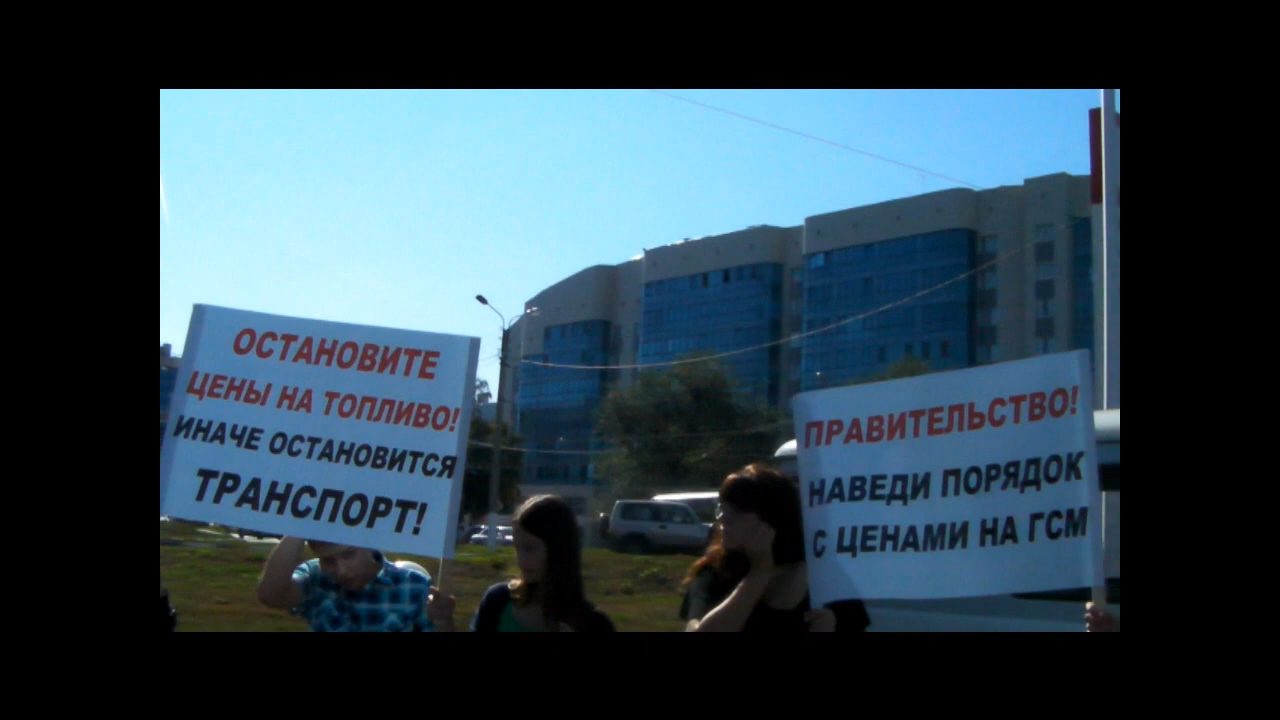 ОСТАНОВИТЕ
ЦЕНЫ НА ТОПЛИВО!
ИНАЧЕ ОСТАНОВИТСЯ
ТРАНСПОРТ!
ПРАВИТЕЛЬСТВО!
НАВЕДИ ПОРЯДОК
С ЦЕНАМИ НА ГСМ